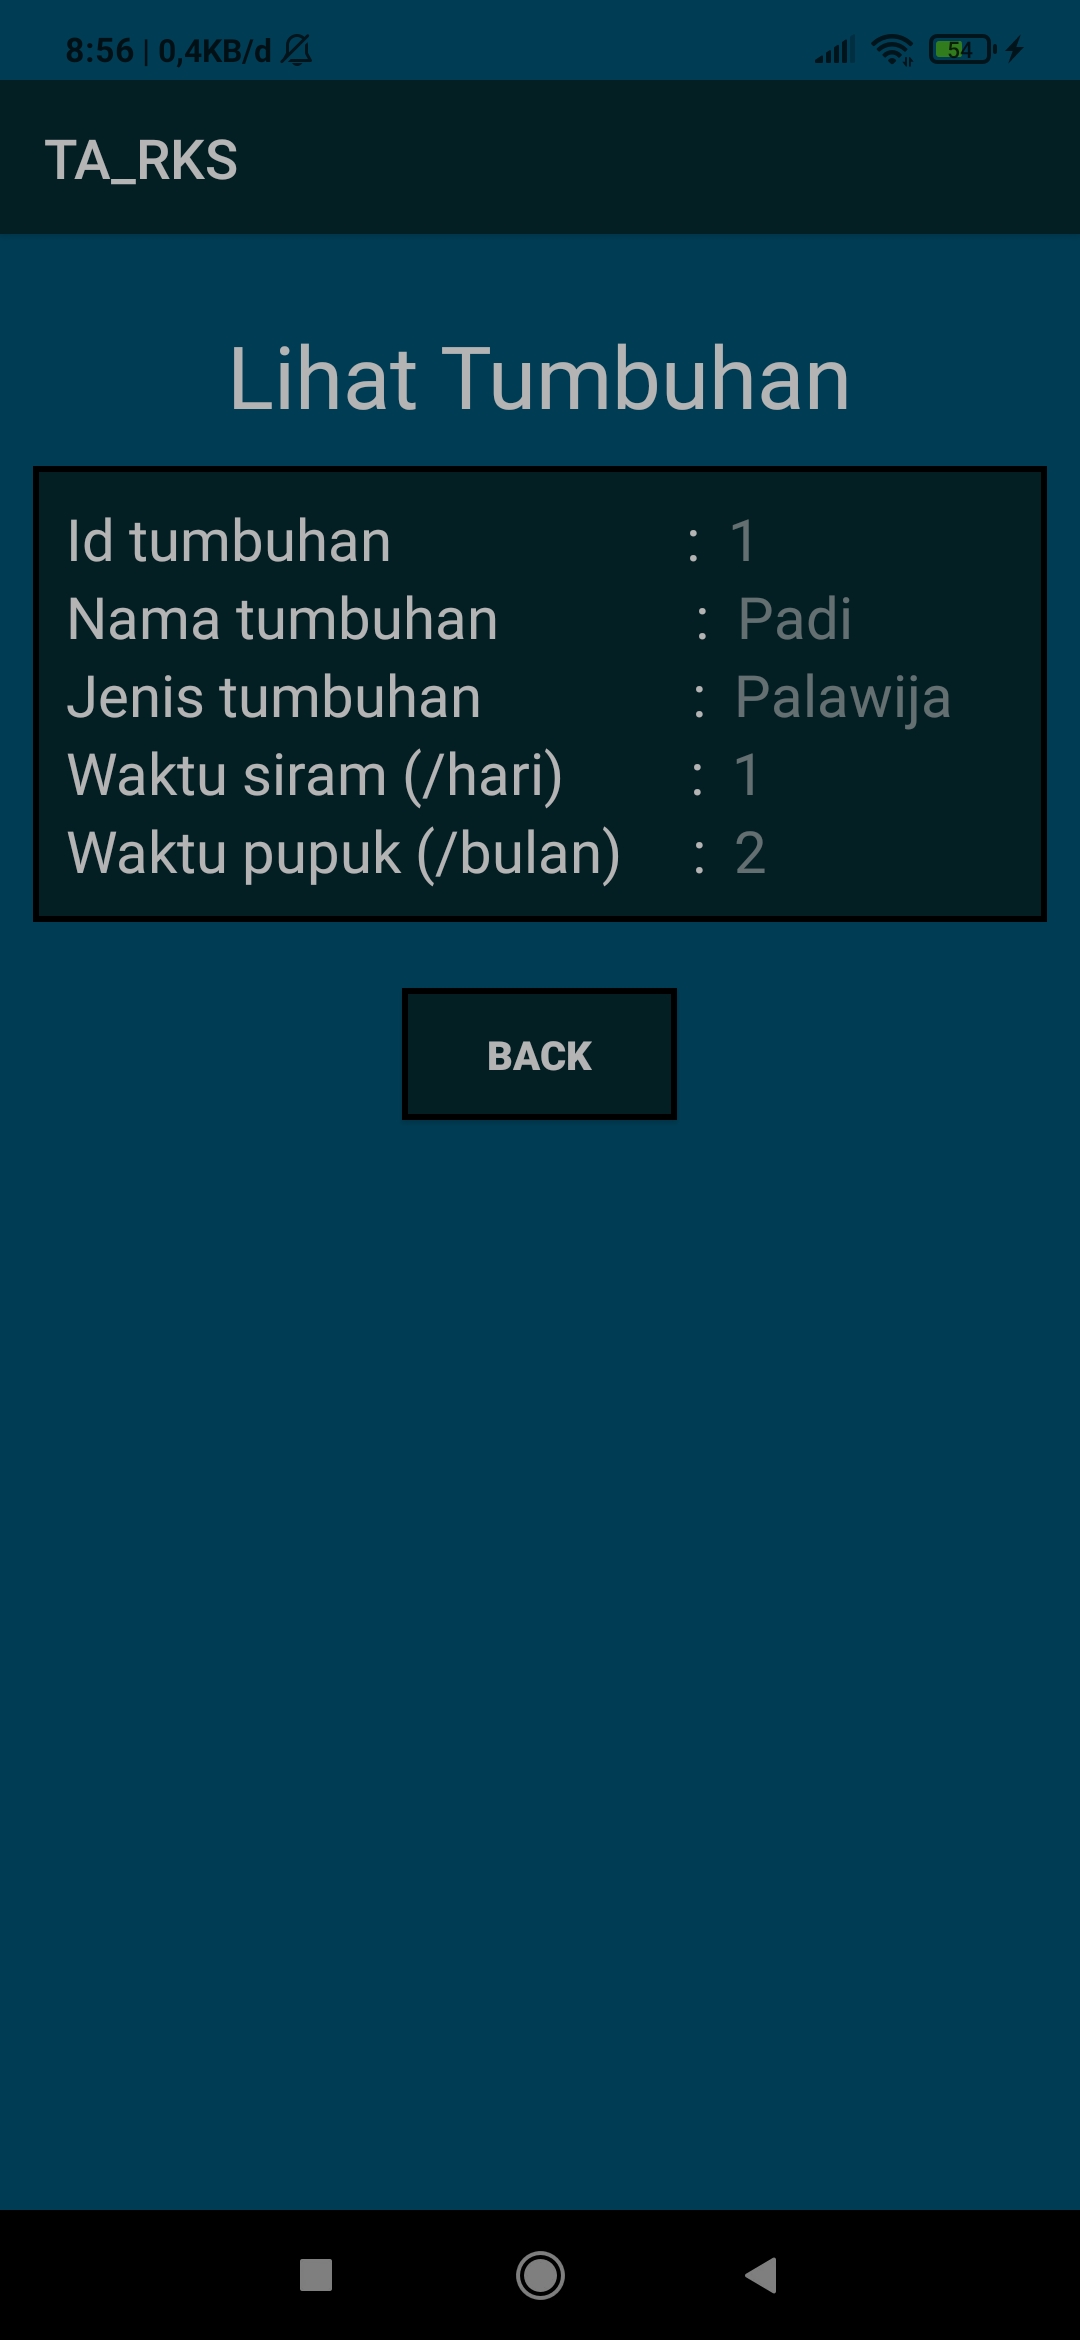 8:56 | 0,4KB/d
54
TA_RKS
Lihat Tumbuhan
Id tumbuhan : 1
Nama tumbuhan : Padi
Jenis tumbuhan : Palawija
Waktu siram (/hari) : 1
Waktu pupuk (/bulan) : 2
BACK